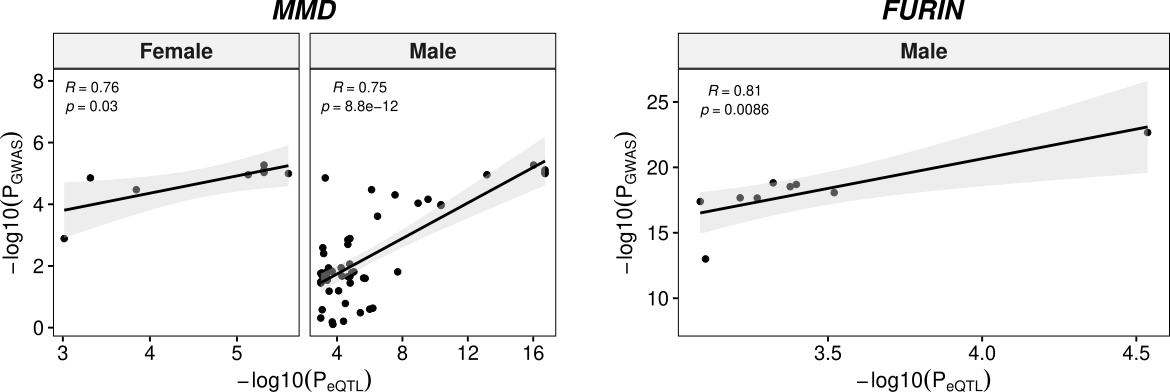 MMD
Female
Male
R = 0.76
p = 0.03
R = 0.75
p = 8.8e−12
8
6
4
2
0
−log10(PGWAS)
3
4
5
4
8
12
16
−log10(PeQTL)
FURIN
Male
R = 0.81
p = 0.0086
25
20
15
10
−log10(PGWAS)
3.5
4.0
4.5
−log10(PeQTL)